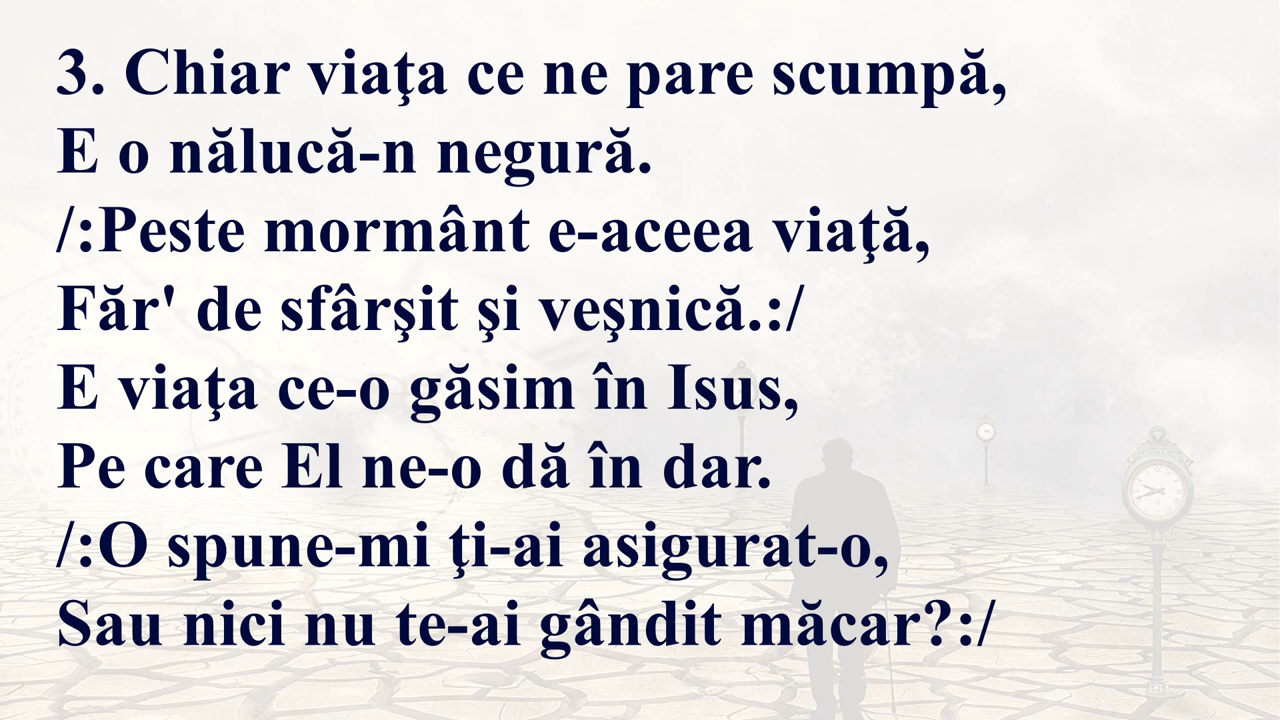 3. Chiar viaţa ce ne pare scumpă,
E o nălucă-n negură.
/:Peste mormânt e-aceea viaţă,
Făr' de sfârşit şi veşnică.:/
E viaţa ce-o găsim în Isus,
Pe care El ne-o dă în dar.
/:O spune-mi ţi-ai asigurat-o,
Sau nici nu te-ai gândit măcar?:/